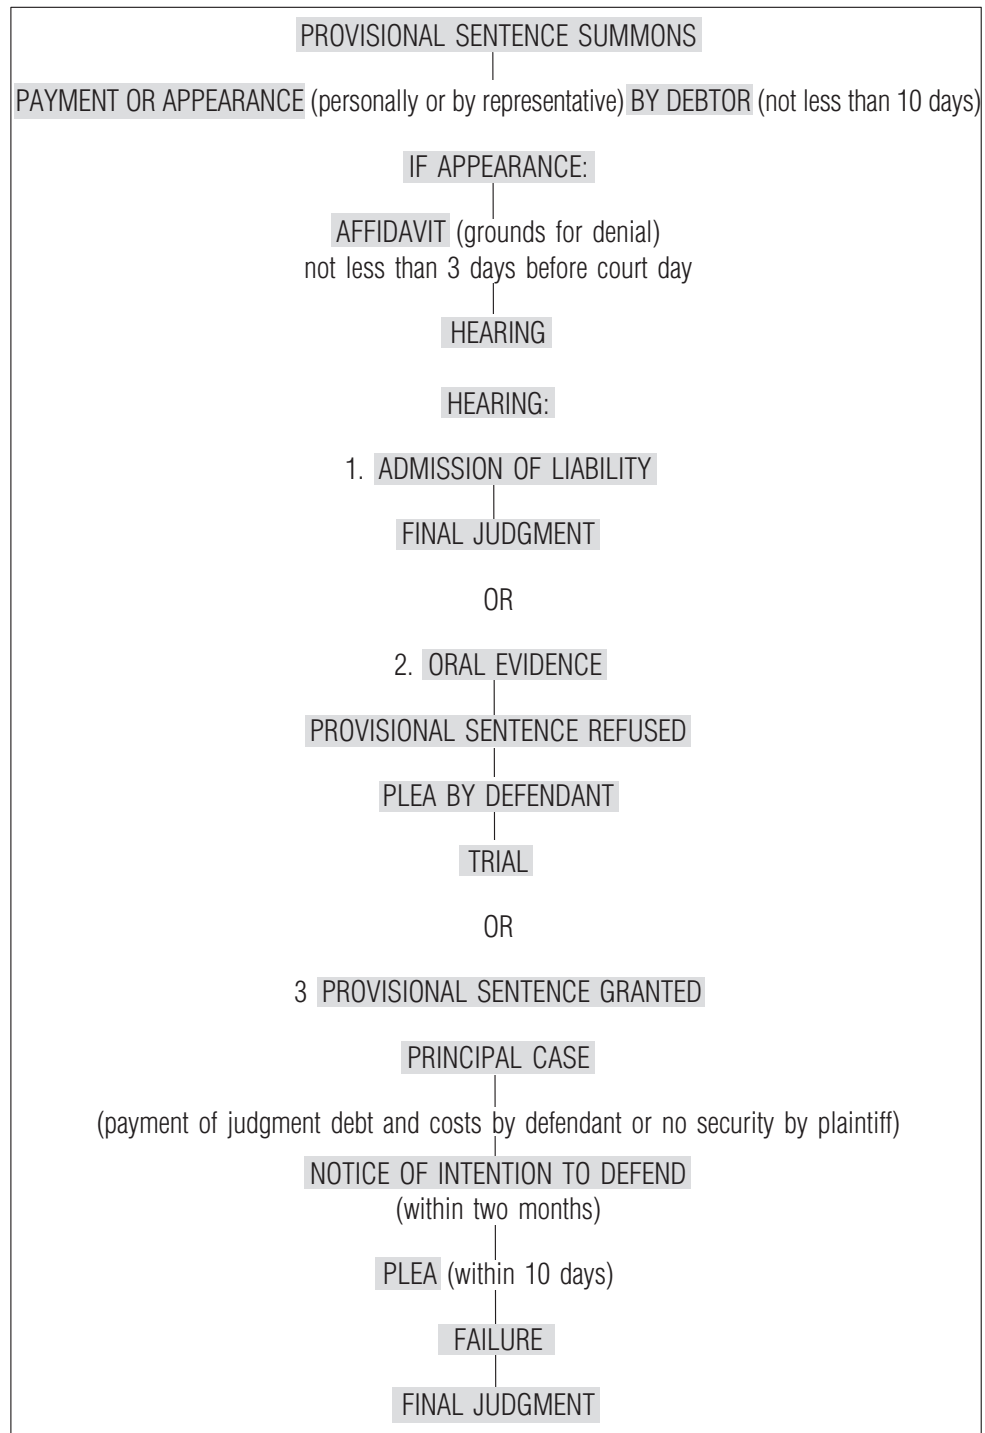 PROVISIONAL SENTENCE SUMMONS
PAYMENT OR APPEARANCE (personally or by representative) BY DEBTOR (not less than 10 days)
IF APPEARANCE:
AFFIDAVIT (grounds for denial)
not less than 3 days before court day
HEARING
HEARING:
1. ADMISSION OF LIABILITY
FINAL JUDGMENT
OR
2. ORAL EVIDENCE
PROVISIONAL SENTENCE REFUSED
PLEA BY DEFENDANT
TRIAL
OR
3 PROVISIONAL SENTENCE GRANTED
PRINCIPAL CASE
(payment of judgment debt and costs by defendant or no security by plaintiff)
NOTICE OF INTENTION TO DEFEND
(within two months)
PLEA (within 10 days)
FAILURE
FINAL JUDGMENT